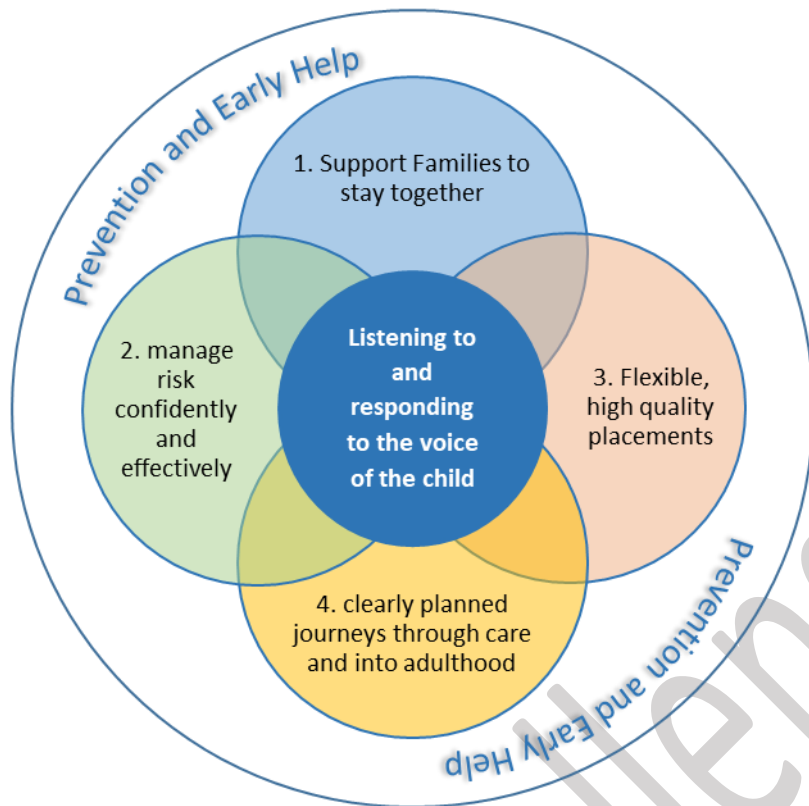 Prevention and Early Help
1. Support Families to
stay together
2. manage
risk
confidently
and
effectively
Listening to
and
responding
to the voice
of the child
3. Flexible,
high quality
placements
4. clearly planned
journeys through care
and into adulthood
Prevention and Early Help